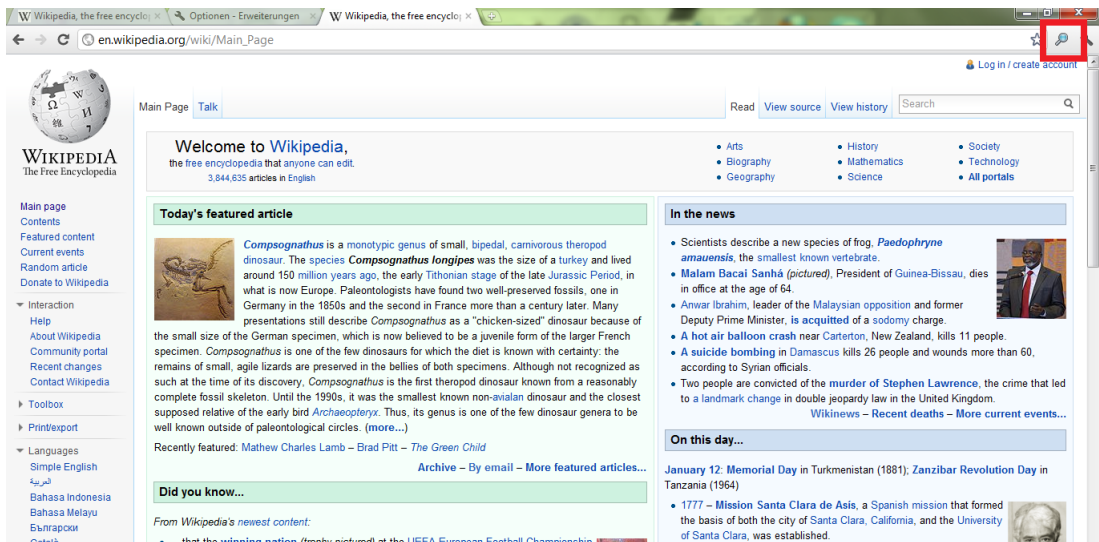 Wikipedia, the free encyclop
Optionen - Erweiterungen
Wikipedia, the free encyclop
en.wikipedia.org/wiki/Main_Page
Log in / create account
Main Page Talk
Read View source View history Search
WIKIPEDIA
The Free Encyclopedia
Main page
Contents
Featured content
Current events
Random article
Donate to Wikipedia
Interaction
Help
About Wikipedia
Community portal
Recent changes
Contact Wikipedia
Toolbox
Print/export
Languages
Simple English
العربية
Bahasa Indonesia
Bahasa Melayu
Български
Català
Welcome to Wikipedia,
the free encyclopedia that anyone can edit.
3,844,635 articles in English
• Arts
• Biography
• Geography
• History
• Mathematics
• Science
• Society
• Technology
• All portals
Today's featured article
Compsognathus is a monotypic genus of small, bipedal, carnivorous theropod
dinosaur. The species Compsognathus longipes was the size of a turkey and lived
around 150 million years ago, the early Tithonian stage of the late Jurassic Period, in
what is now Europe. Paleontologists have found two well-preserved fossils, one in
Germany in the 1850s and the second in France more than a century later. Many
presentations still describe Compsognathus as a "chicken-sized" dinosaur because of
the small size of the German specimen, which is now believed to be a juvenile form of the larger French
specimen. Compsognathus is one of the few dinosaurs for which the diet is known with certainty: the
remains of small, agile lizards are preserved in the bellies of both specimens. Although not recognized as
such at the time of its discovery, Compsognathus is the first theropod dinosaur known from a reasonably
complete fossil skeleton. Until the 1990s, it was the smallest known non-avialan dinosaur and the closest
supposed relative of the early bird Archaeopteryx. Thus, its genus is one of the few dinosaur genera to be
well known outside of paleontological circles. (more...)
Recently featured: Mathew Charles Lamb – Brad Pitt – The Green Child
Archive – By email – More featured articles...
Did you know...
From Wikipedia's newest content:
that the winning nation (trophy pictured) at the UEFA European Football Championship
In the news
• Scientists describe a new species of frog, Paedophryne
amauensis, the smallest known vertebrate.
• Malam Bacai Sanhá (pictured), President of Guinea-Bissau, dies
in office at the age of 64.
• Anwar Ibrahim, leader of the Malaysian opposition and former
Deputy Prime Minister, is acquitted of a sodomy charge.
• A hot air balloon crash near Carterton, New Zealand, kills 11 people.
• A suicide bombing in Damascus kills 26 people and wounds more than 60,
according to Syrian officials.
• Two people are convicted of the murder of Stephen Lawrence, the crime that led
to a landmark change in double jeopardy law in the United Kingdom.
Wikinews – Recent deaths – More current events...
On this day...
January 12: Memorial Day in Turkmenistan (1881); Zanzibar Revolution Day in
Tanzania (1964)
• 1777 – Mission Santa Clara de Asís, a Spanish mission that formed
the basis of both the city of Santa Clara, California, and the University
of Santa Clara, was established.